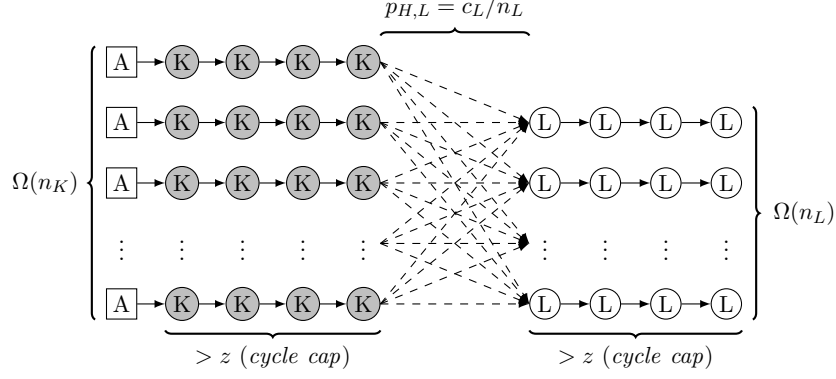 p_{H,L} = c_L/n_L
A K K K K
A K K K K L L L L
Ω(n_K) A K K K K L L L L Ω(n_L)
⋮ ⋮ ⋮ ⋮ ⋮ ⋮ ⋮ ⋮ ⋮
A K K K K L L L L
> z (cycle cap) > z (cycle cap)